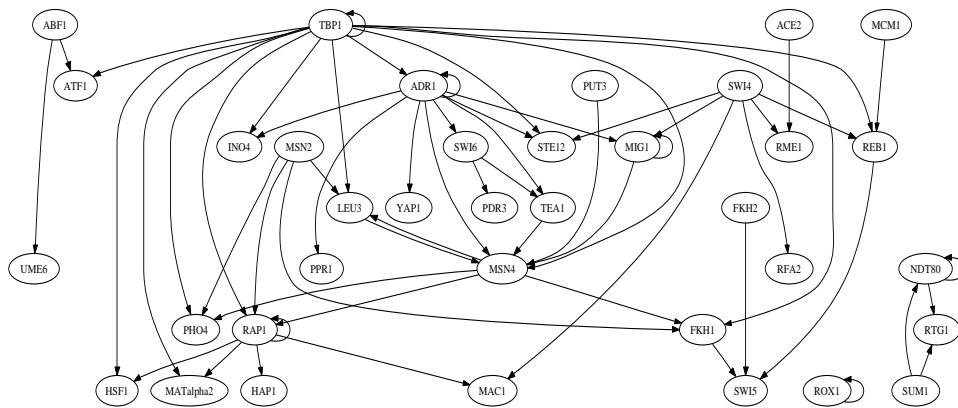 ABF1
TBP1
ACE2
MCM1
ATF1
ADR1
PUT3
SWI4
INO4
MSN2
SWI6
STE12
MIG1
RME1
REB1
LEU3
YAP1
PDR3
TEA1
FKH2
UME6
PPR1
MSN4
RFA2
NDT80
PHO4
RAP1
FKH1
RTG1
HSF1
MATalpha2
HAP1
MAC1
SWI5
ROX1
SUM1